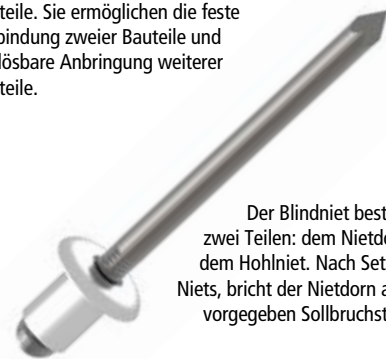 teile. Sie ermöglichen die feste
bindung zweier Bauteile und
lösbare Anbringung weiterer
teile.
Der Blindniet best
zwei Teilen: dem Nietdo
dem Hohlniet. Nach Set
Niets, bricht der Nietdorn a
vorgegeben Sollbruchst